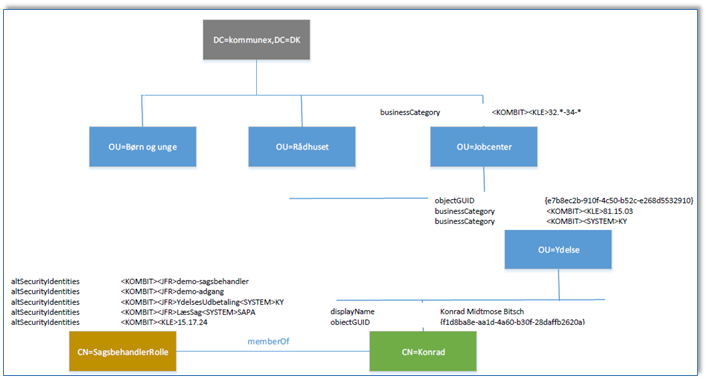 DC=kommunex,DC=DK
businessCategory <KOMBIT><KLE>32.*-34-*
OU=Børn og unge
OU=Rådhuset
OU=Jobcenter
objectGUID {e7b8ec2b-910f-4c50-b52c-e268d5532910}
businessCategory <KOMBIT><KLE>81.15.03
businessCategory <KOMBIT><SYSTEM>KY
OU=Ydelse
altSecurityIdentities <KOMBIT><JFR>demo-sagsbehandler
altSecurityIdentities <KOMBIT><JFR>demo-adgang
altSecurityIdentities <KOMBIT><JFR>YdelsesUdbetaling<SYSTEM>KY
altSecurityIdentities <KOMBIT><JFR>LæsSag<SYSTEM>SAPA
altSecurityIdentities <KOMBIT><KLE>15.17.24
displayName Konrad Midtmose Bitsch
objectGUID {f1d8ba8e-aa1d-4a60-b30f-28daffb2620a}
CN=SagsbehandlerRolle
memberOf
CN=Konrad